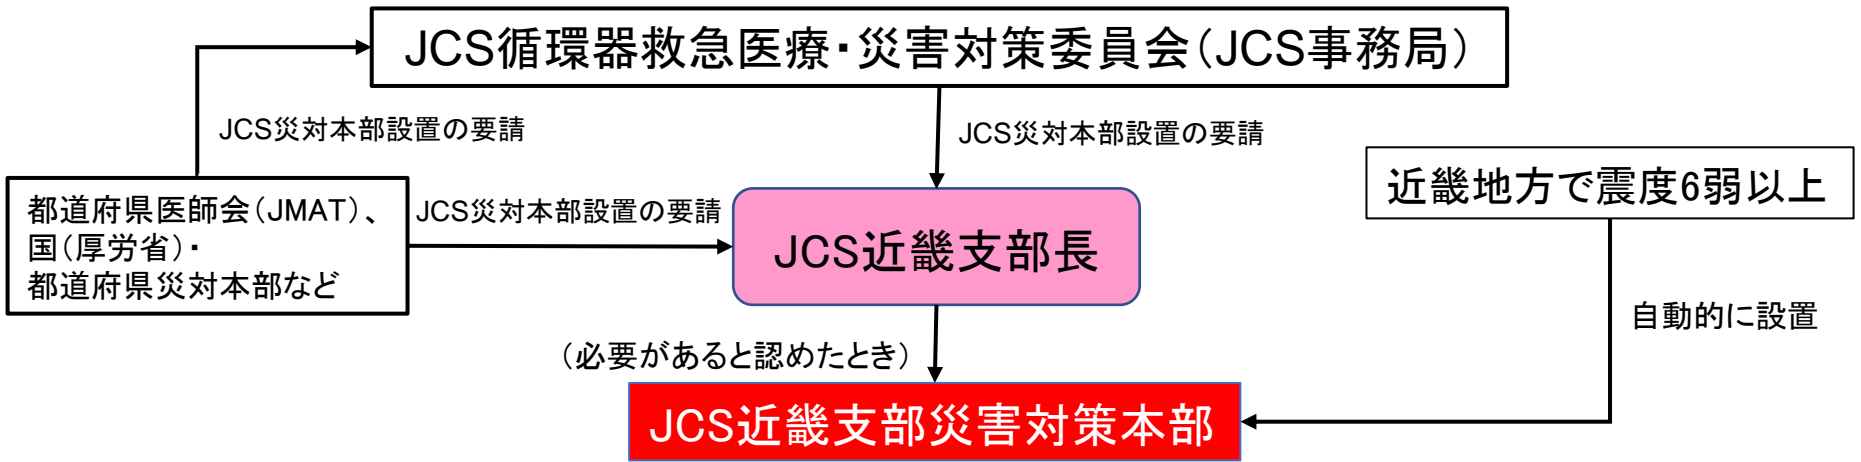 JCS循環器救急医療・災害対策委員会(JCS事務局)
JCS災対本部設置の要請
JCS災対本部設置の要請
近畿地方で震度6弱以上
都道府県医師会(JMAT)、
国(厚労省)・
都道府県災対本部など
JCS災対本部設置の要請
JCS近畿支部長
自動的に設置
(必要があると認めたとき)
JCS近畿支部災害対策本部